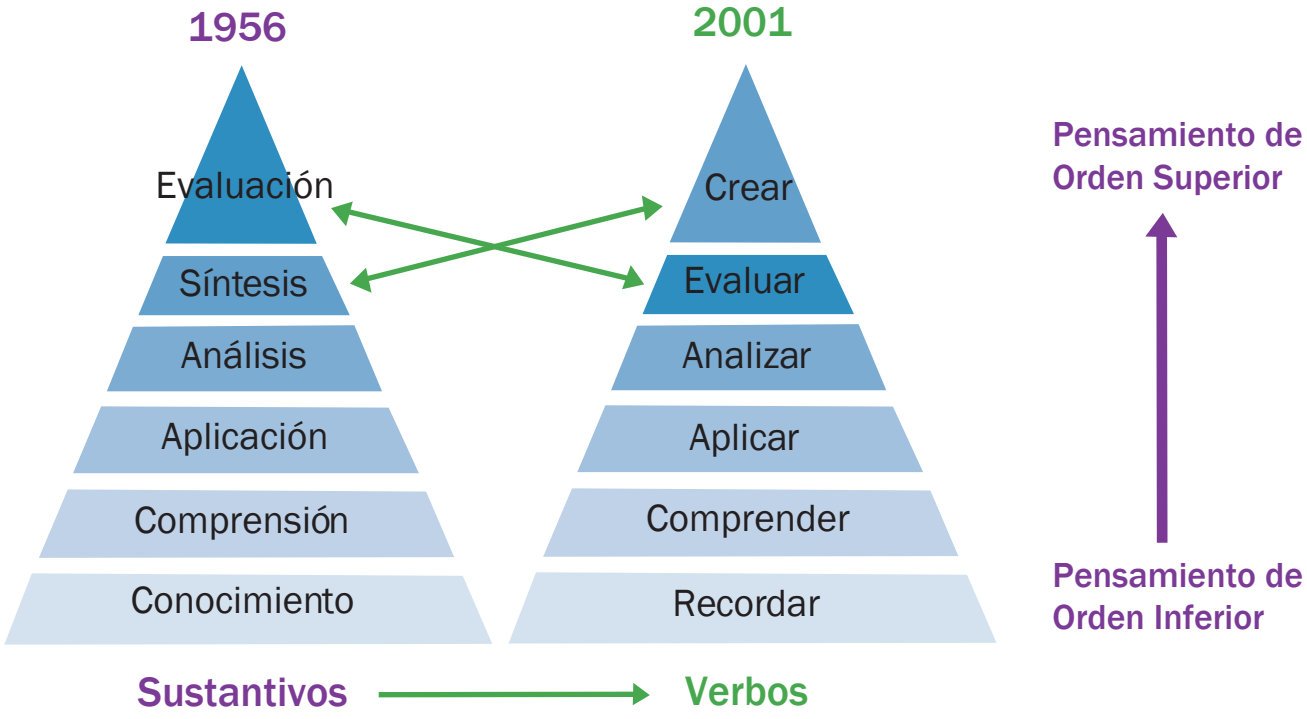 1956
Evaluación
Síntesis
Análisis
Aplicación
Comprensión
Conocimiento
Sustantivos
2001
Crear
Evaluar
Analizar
Aplicar
Comprender
Recordar
Verbos
Pensamiento de
Orden Superior
Pensamiento de
Orden Inferior